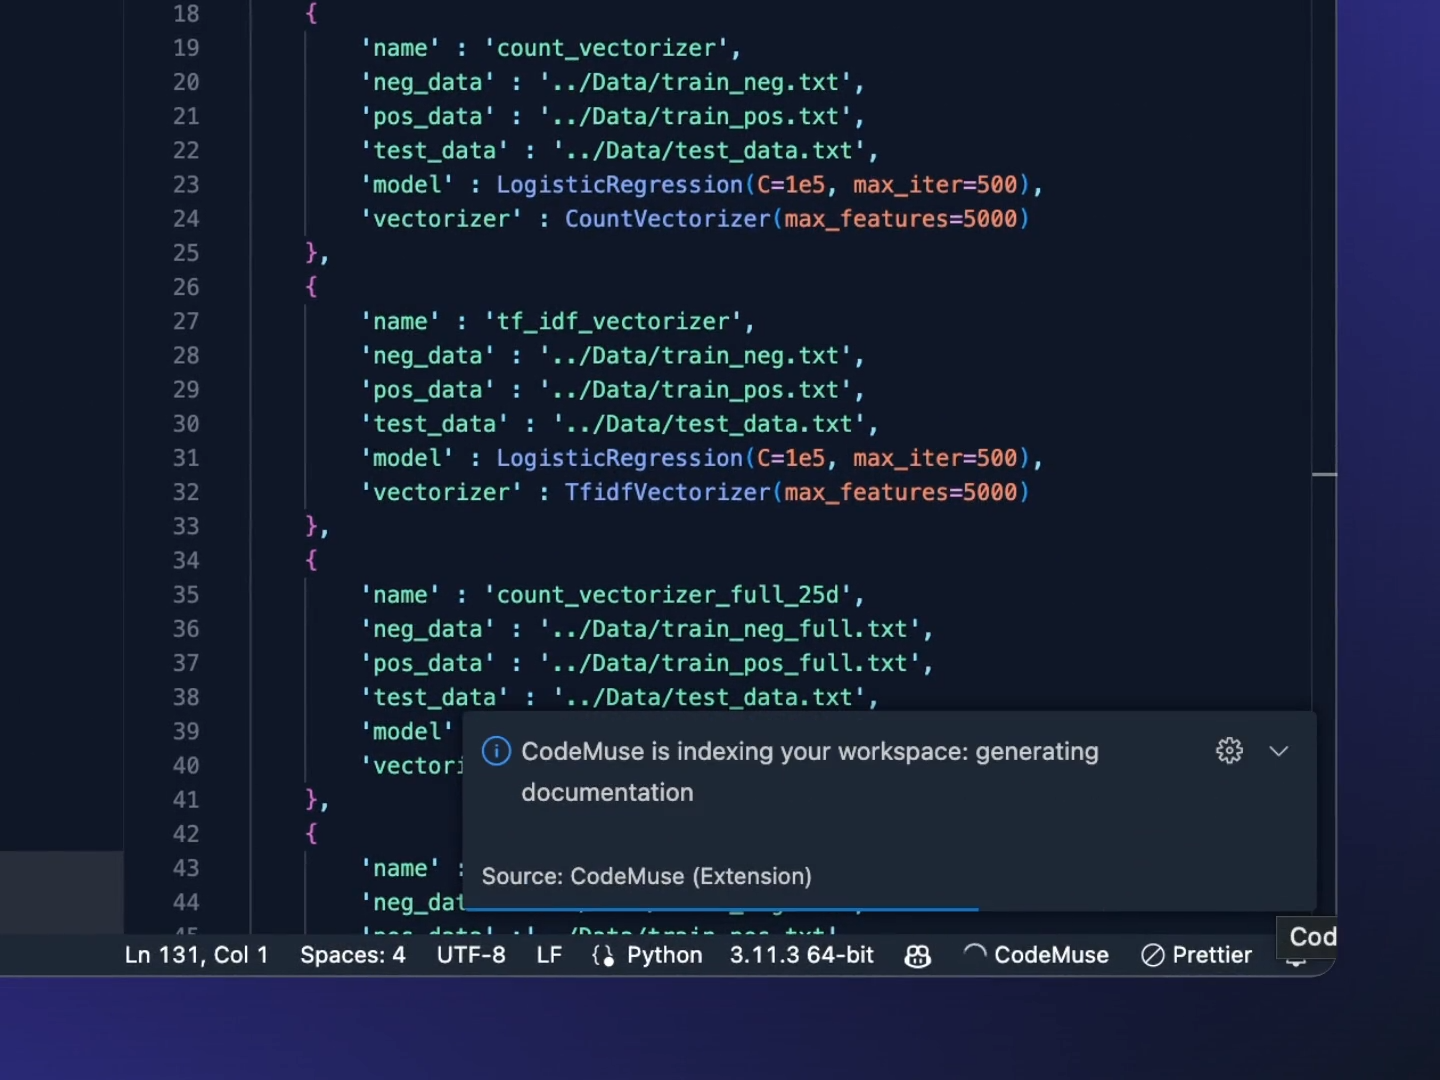 18 {
19 'name' : 'count_vectorizer',
20 'neg_data' : '../Data/train_neg.txt',
21 'pos_data' : '../Data/train_pos.txt',
22 'test_data' : '../Data/test_data.txt',
23 'model' : LogisticRegression(C=1e5, max_iter=500),
24 'vectorizer' : CountVectorizer(max_features=5000)
25 },
26 {
27 'name' : 'tf_idf_vectorizer',
28 'neg_data' : '../Data/train_neg.txt',
29 'pos_data' : '../Data/train_pos.txt',
30 'test_data' : '../Data/test_data.txt',
31 'model' : LogisticRegression(C=1e5, max_iter=500),
32 'vectorizer' : TfidfVectorizer(max_features=5000)
33 },
34 {
35 'name' : 'count_vectorizer_full_25d',
36 'neg_data' : '../Data/train_neg_full.txt',
37 'pos_data' : '../Data/train_pos_full.txt',
38 'test_data' : '../Data/test_data.txt',
39 'model'
40 'vectori
41 },
42 {
43 'name' :
44 'neg_dat
CodeMuse is indexing your workspace: generating
documentation
Source: CodeMuse (Extension)
Ln 131, Col 1 Spaces: 4 UTF-8 LF Python 3.11.3 64-bit CodeMuse Prettier
Cod